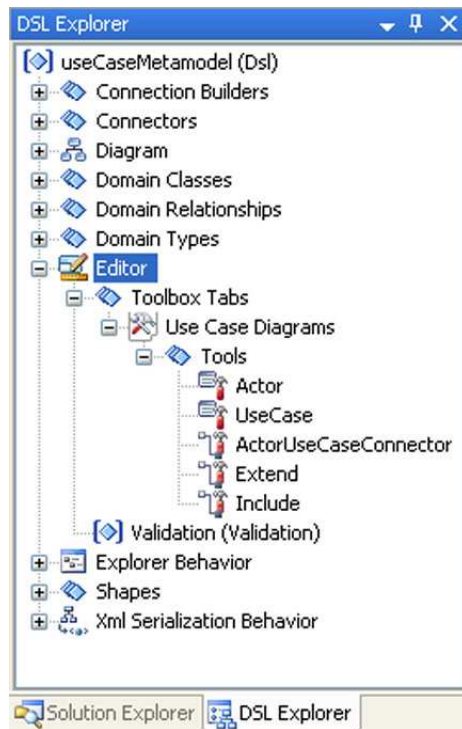 DSL Explorer
useCaseMetamodel (Dsl)
Connection Builders
Connectors
Diagram
Domain Classes
Domain Relationships
Domain Types
Editor
Toolbox Tabs
Use Case Diagrams
Tools
Actor
UseCase
ActorUseCaseConnector
Extend
Include
Validation (Validation)
Explorer Behavior
Shapes
Xml Serialization Behavior
Solution Explorer DSL Explorer